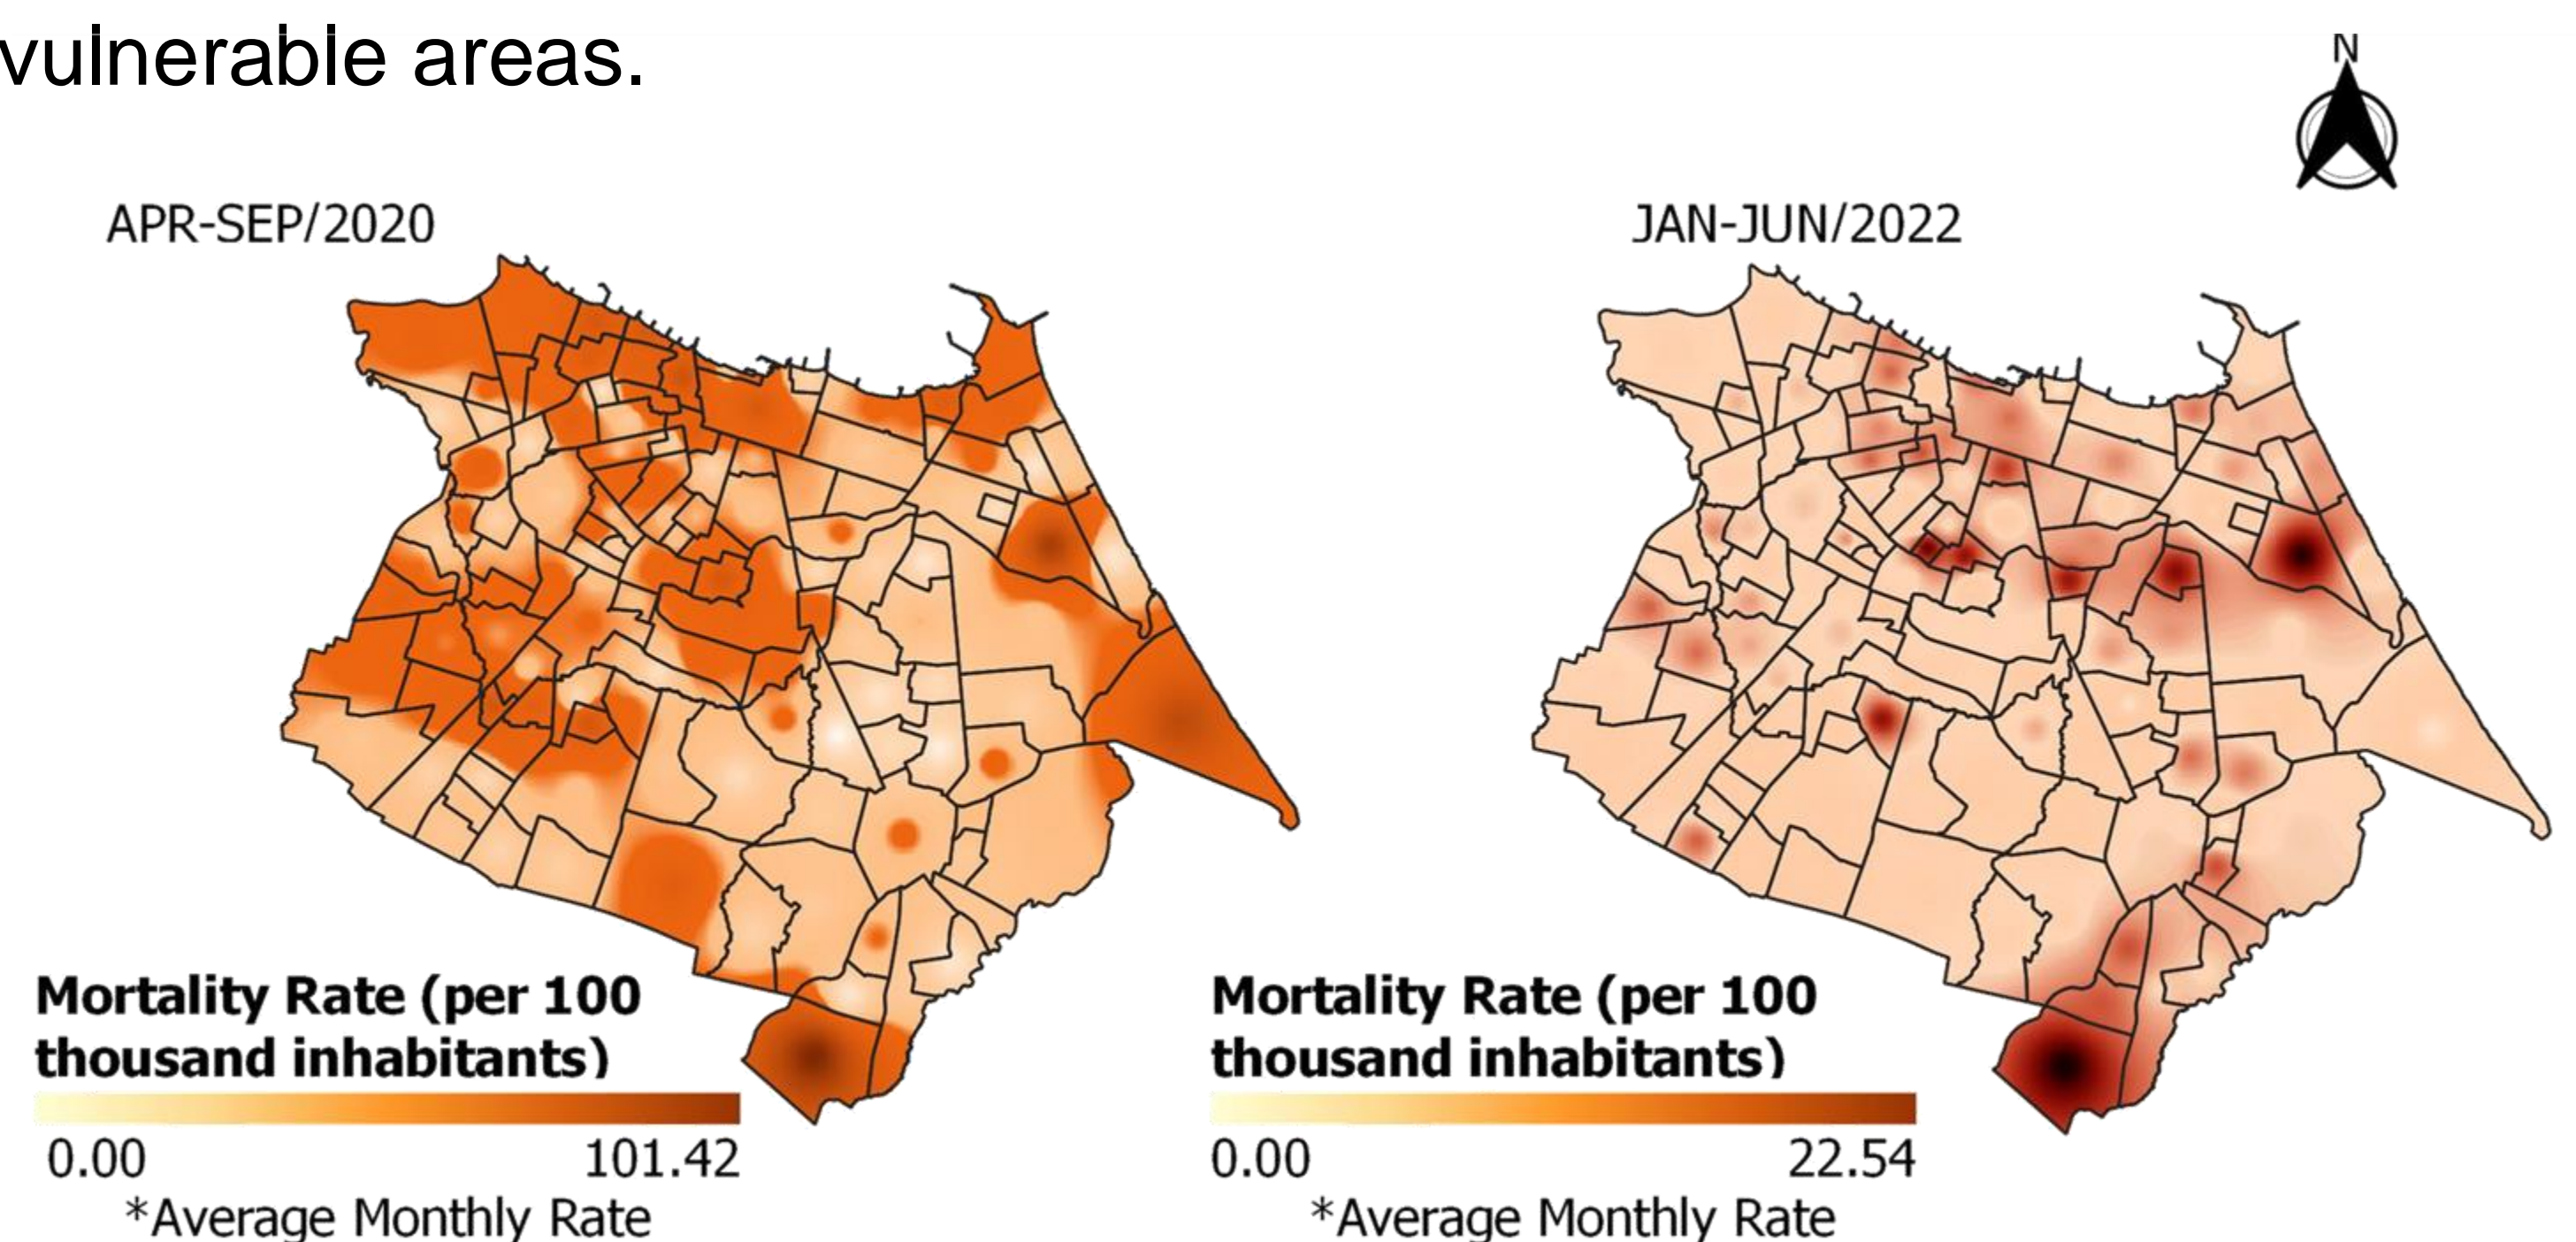 vulnerable areas.
N
APR-SEP/2020
JAN-JUN/2022
Mortality Rate (per 100
thousand inhabitants)
0.00 101.42
*Average Monthly Rate
Mortality Rate (per 100
thousand inhabitants)
0.00 22.54
*Average Monthly Rate